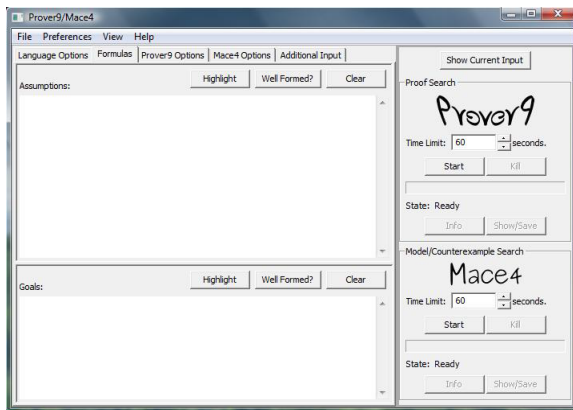 Prover9/Mace4
File Preferences View Help
Language Options Formulas Prover9 Options Mace4 Options Additional Input
Assumptions: Highlight Well Formed? Clear
Goals: Highlight Well Formed? Clear
Show Current Input
Proof Search
Prover9
Time Limit: 60 seconds.
Start Kill
State: Ready
Info Show/Save
Model/Counterexample Search
Mace4
Time Limit: 60 seconds.
Start Kill
State: Ready
Info Show/Save